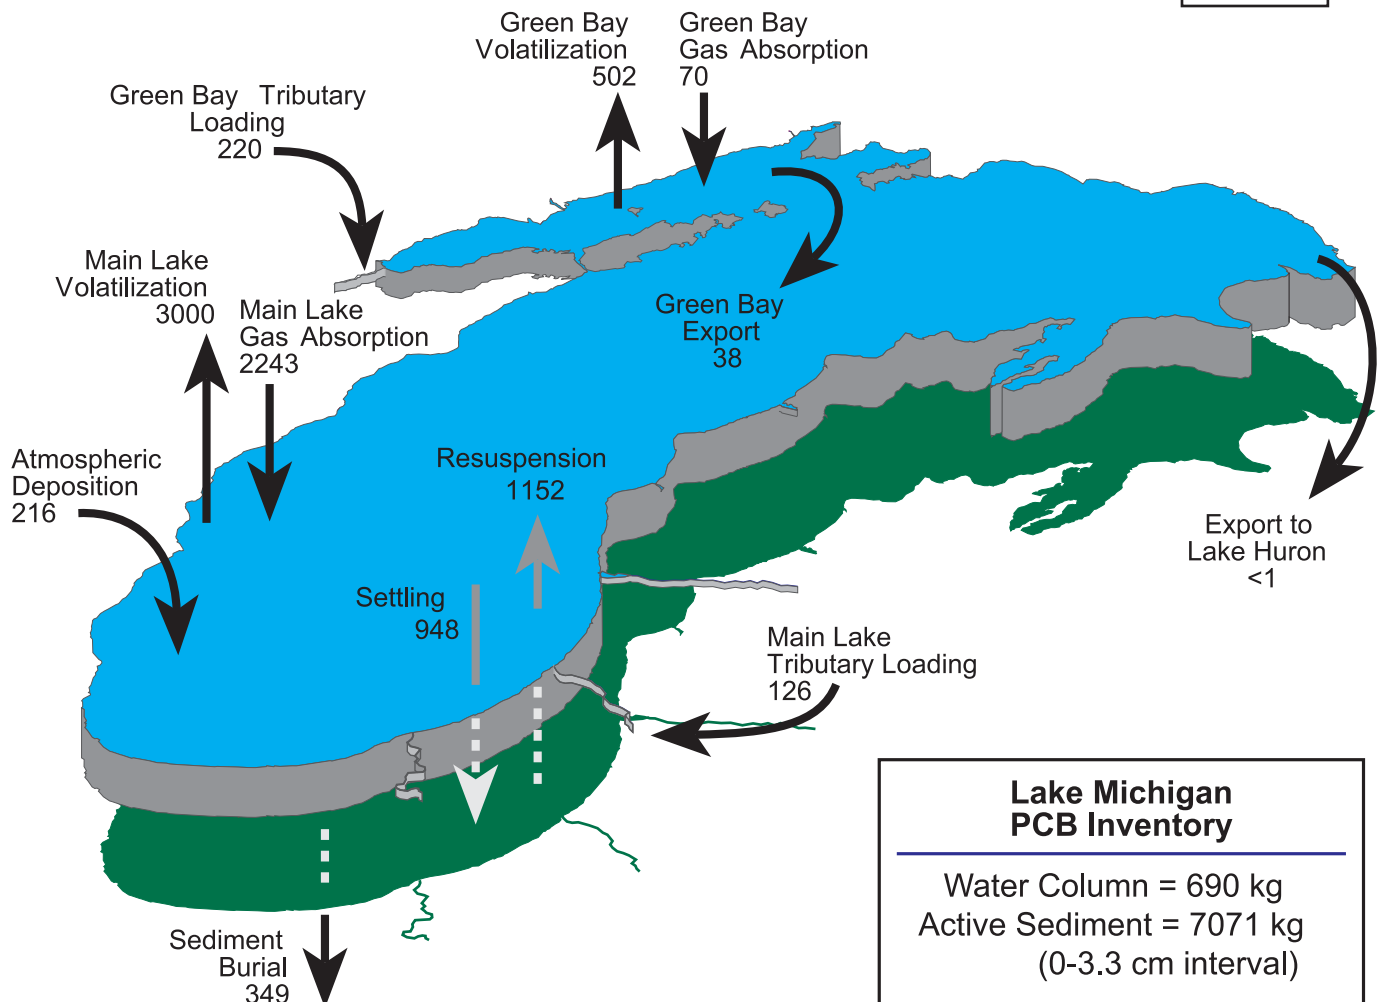 Green Bay
Volatilization
502
Green Bay
Gas Absorption
70
Green Bay Tributary
Loading
220
Main Lake
Volatilization
3000
Main Lake
Gas Absorption
2243
Green Bay
Export
38
Atmospheric
Deposition
216
Resuspension
1152
Export to
Lake Huron
<1
Settling
948
Main Lake
Tributary Loading
126
Sediment
Burial
349
Lake Michigan
PCB Inventory
Water Column = 690 kg
Active Sediment = 7071 kg
(0-3.3 cm interval)